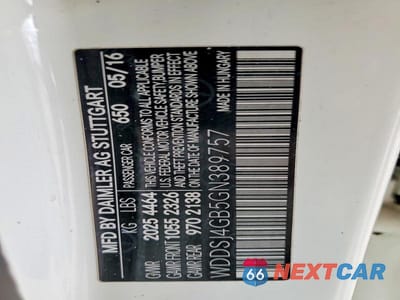 MFD BY DAIMLER AG STUTTGART
PASSENGER CAR 650 05/16
KG LBS
GVWR 2025 4464
GAWR FRONT 1055 2326
GAWR REAR 970 2138
THIS VEHICLE CONFORMS TO ALL APPLICABLE
U.S. FEDERAL MOTOR VEHICLE SAFETY/BUMPER
AND THEFT PREVENTION STANDARDS IN EFFECT
ON THE DATE OF MANUFACTURE SHOWN ABOVE
WDDSJ4GB5GN389757
MADE IN HUNGARY
66 NEXTCAR